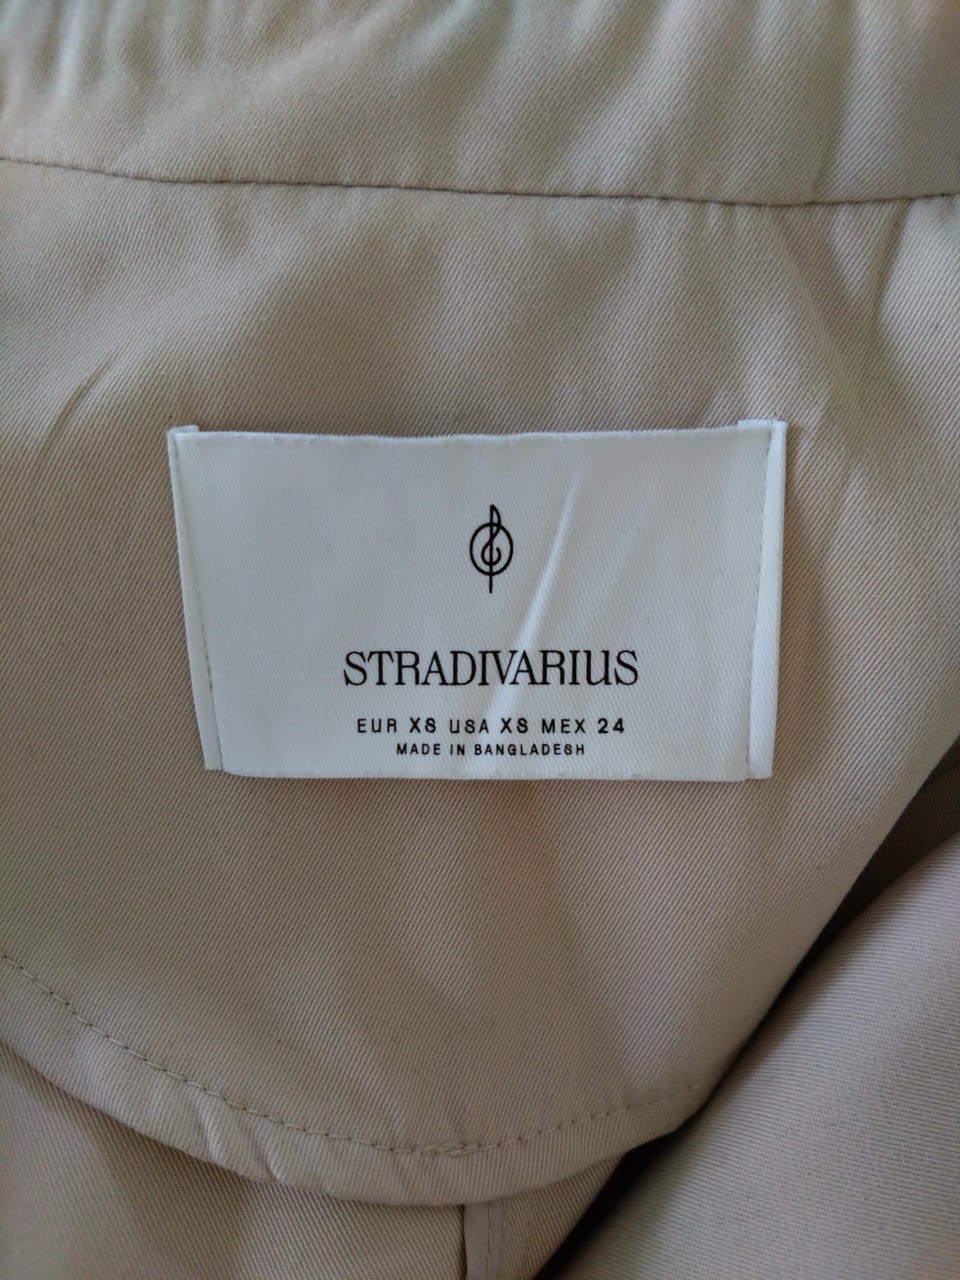 STRADIVARIUS
EUR XS USA XS MEX 24
MADE IN BANGLADESH